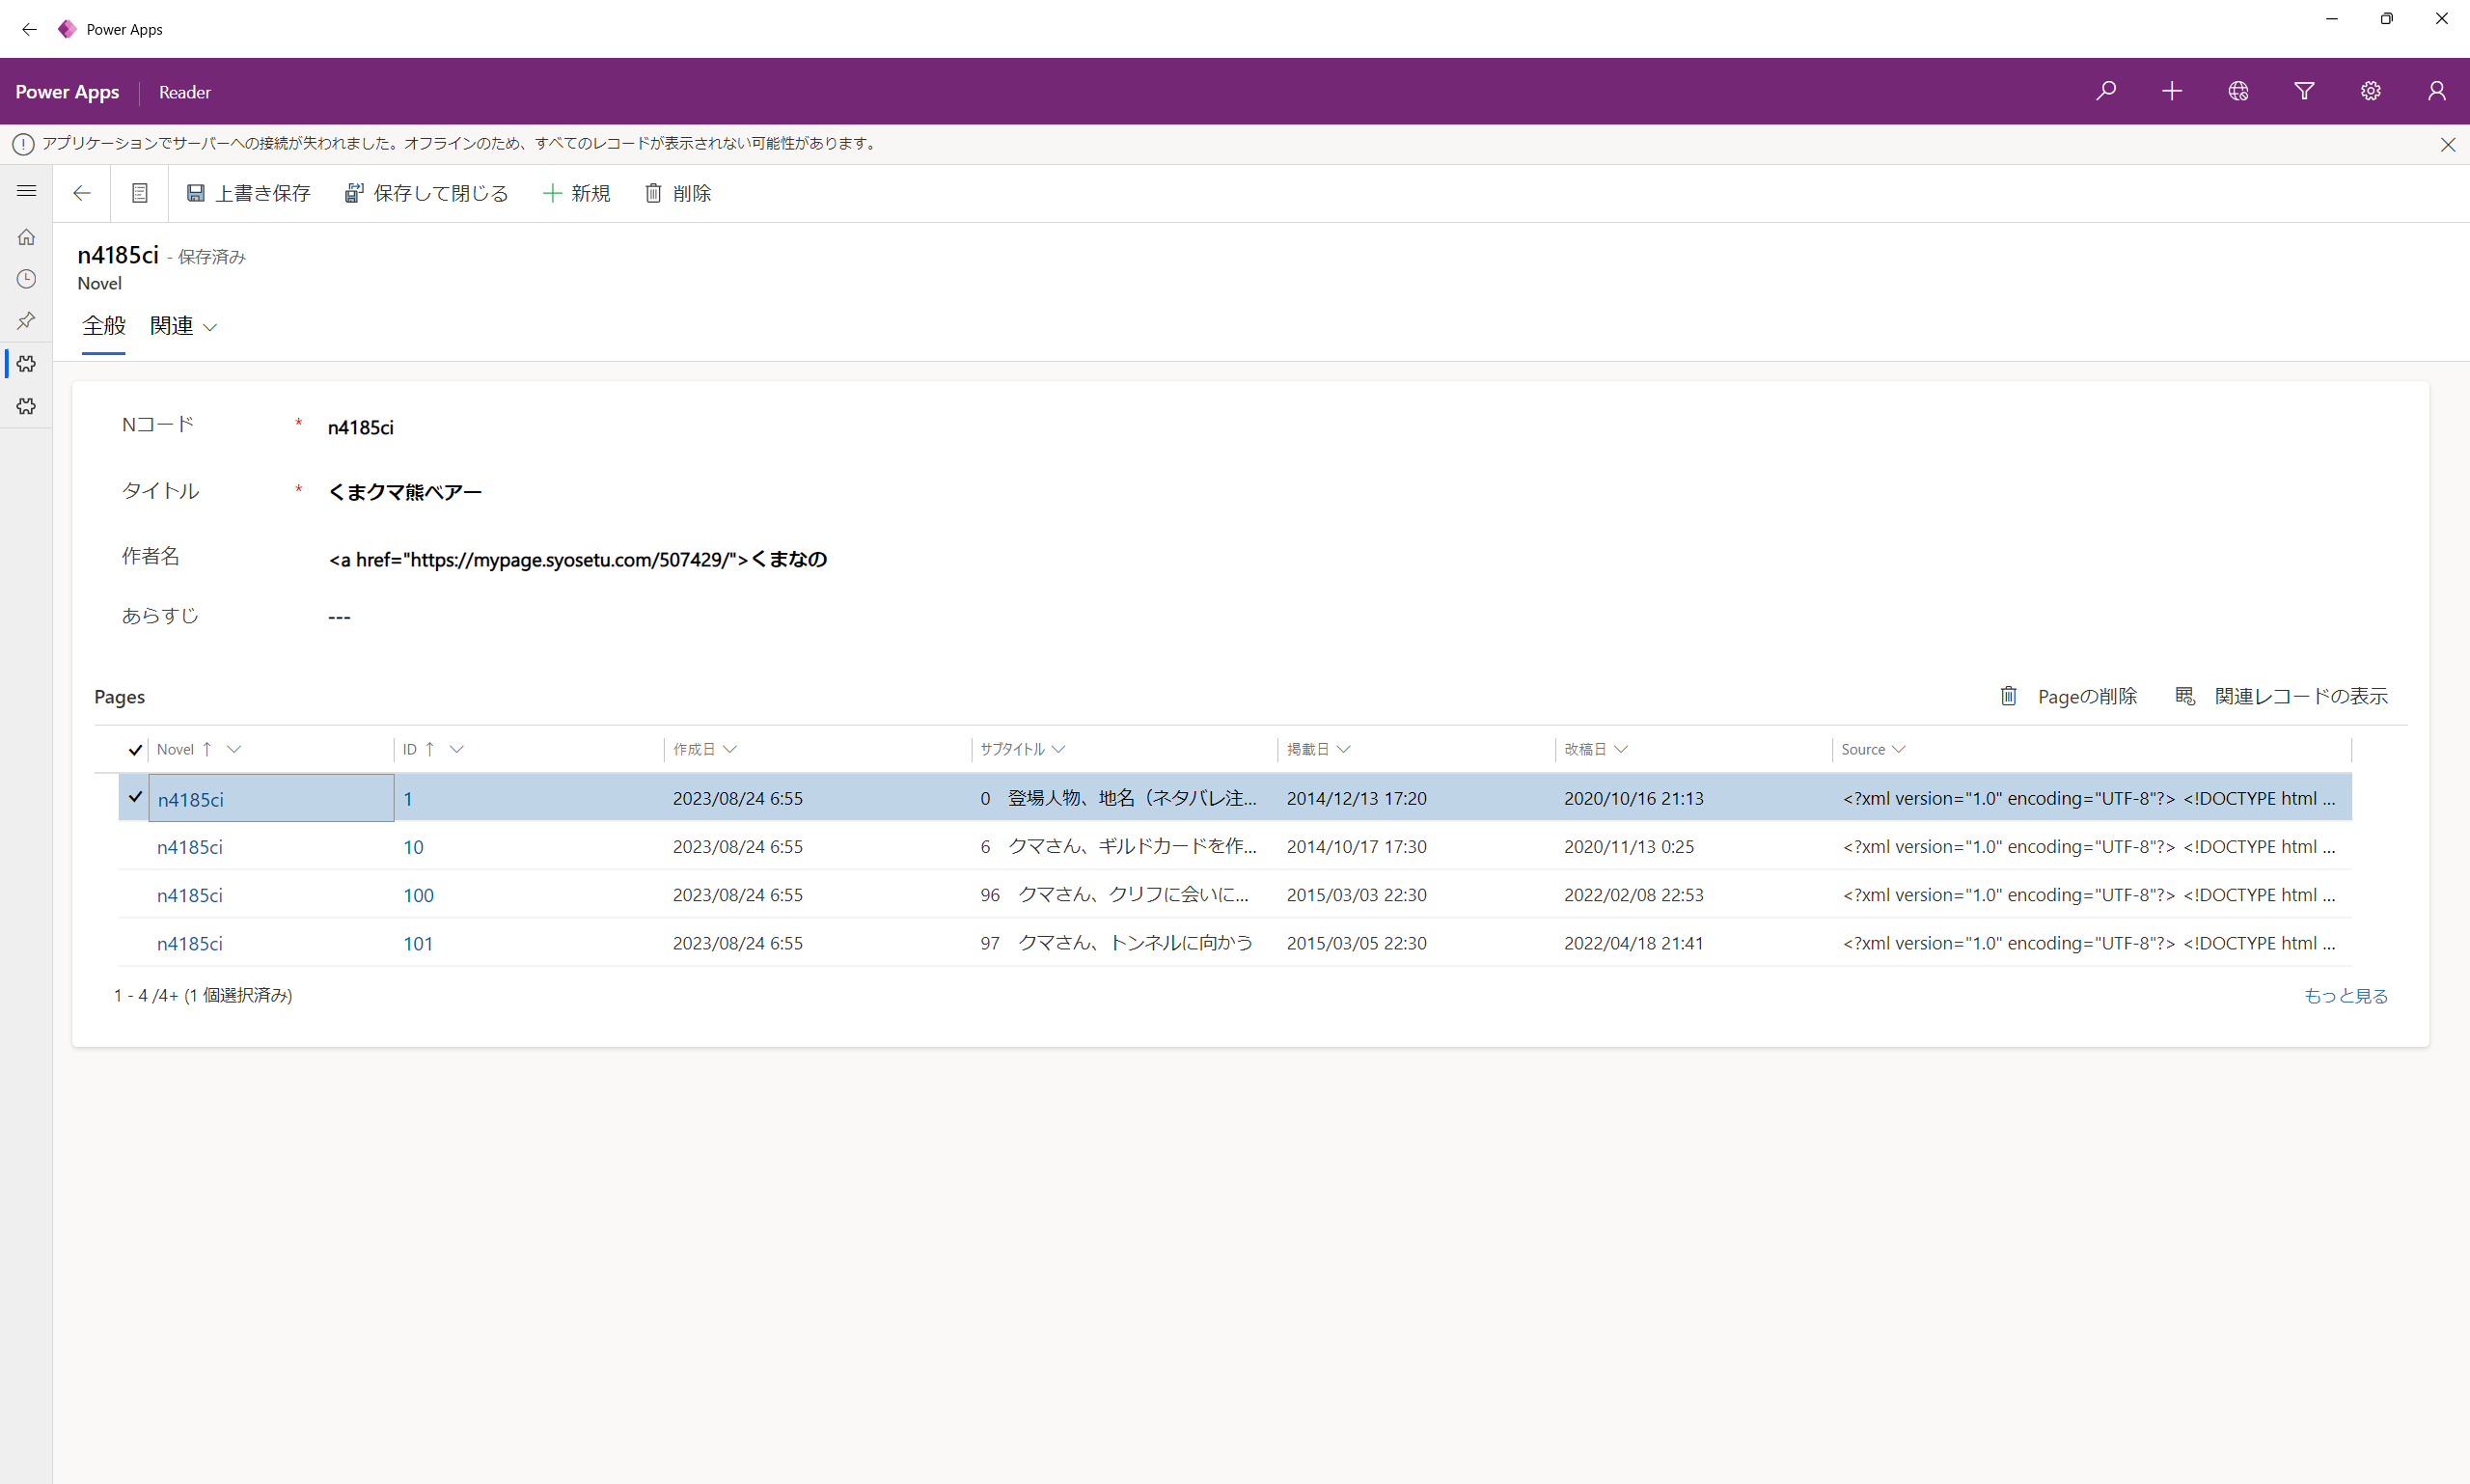 Power Apps
Power Apps Reader
アプリケーションでサーバーへの接続が失われました。オフラインのため、すべてのレコードが表示されない可能性があります。
上書き保存 保存して閉じる 新規 削除
n4185ci - 保存済み
Novel
全般 関連
Nコード * n4185ci
タイトル * くまクマ熊ベアー
作者名 <a href="https://mypage.syosetu.com/507429/">くまなの
あらすじ ---
Pages Pageの削除 関連レコードの表示
Novel ↑ ID ↑ 作成日 サブタイトル 掲載日 改稿日 Source
n4185ci 1 2023/08/24 6:55 0 登場人物、地名（ネタバレ注... 2014/12/13 17:20 2020/10/16 21:13 <?xml version="1.0" encoding="UTF-8"?> <!DOCTYPE html ...
n4185ci 10 2023/08/24 6:55 6 クマさん、ギルドカードを作... 2014/10/17 17:30 2020/11/13 0:25 <?xml version="1.0" encoding="UTF-8"?> <!DOCTYPE html ...
n4185ci 100 2023/08/24 6:55 96 クマさん、クリフに会いに... 2015/03/03 22:30 2022/02/08 22:53 <?xml version="1.0" encoding="UTF-8"?> <!DOCTYPE html ...
n4185ci 101 2023/08/24 6:55 97 クマさん、トンネルに向かう 2015/03/05 22:30 2022/04/18 21:41 <?xml version="1.0" encoding="UTF-8"?> <!DOCTYPE html ...
1 - 4 /4+ (1 個選択済み) もっと見る